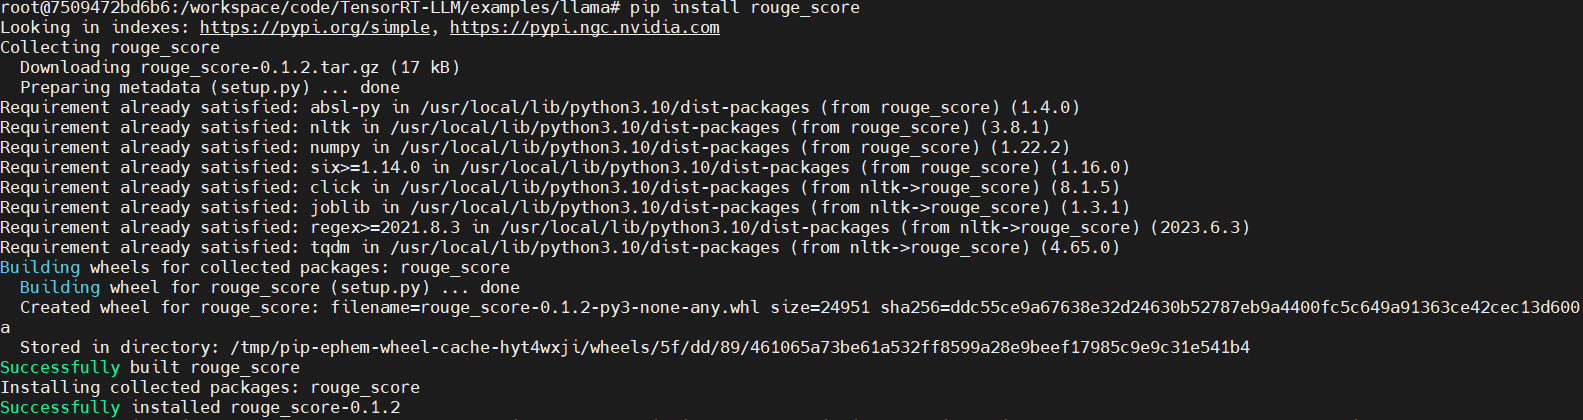 root@7509472bd6b6:/workspace/code/TensorRT-LLM/examples/llama# pip install rouge_score
Looking in indexes: https://pypi.org/simple, https://pypi.ngc.nvidia.com
Collecting rouge_score
  Downloading rouge_score-0.1.2.tar.gz (17 kB)
  Preparing metadata (setup.py) ... done
Requirement already satisfied: absl-py in /usr/local/lib/python3.10/dist-packages (from rouge_score) (1.4.0)
Requirement already satisfied: nltk in /usr/local/lib/python3.10/dist-packages (from rouge_score) (3.8.1)
Requirement already satisfied: numpy in /usr/local/lib/python3.10/dist-packages (from rouge_score) (1.22.2)
Requirement already satisfied: six>=1.14.0 in /usr/local/lib/python3.10/dist-packages (from rouge_score) (1.16.0)
Requirement already satisfied: click in /usr/local/lib/python3.10/dist-packages (from nltk->rouge_score) (8.1.5)
Requirement already satisfied: joblib in /usr/local/lib/python3.10/dist-packages (from nltk->rouge_score) (1.3.1)
Requirement already satisfied: regex>=2021.8.3 in /usr/local/lib/python3.10/dist-packages (from nltk->rouge_score) (2023.6.3)
Requirement already satisfied: tqdm in /usr/local/lib/python3.10/dist-packages (from nltk->rouge_score) (4.65.0)
Building wheels for collected packages: rouge_score
  Building wheel for rouge_score (setup.py) ... done
  Created wheel for rouge_score: filename=rouge_score-0.1.2-py3-none-any.whl size=24951 sha256=ddc55ce9a67638e32d24630b52787eb9a4400fc5c649a91363ce42cec13d600
a
  Stored in directory: /tmp/pip-ephem-wheel-cache-hyt4wxji/wheels/5f/dd/89/461065a73be61a532ff8599a28e9beef17985c9e9c31e541b4
Successfully built rouge_score
Installing collected packages: rouge_score
Successfully installed rouge_score-0.1.2